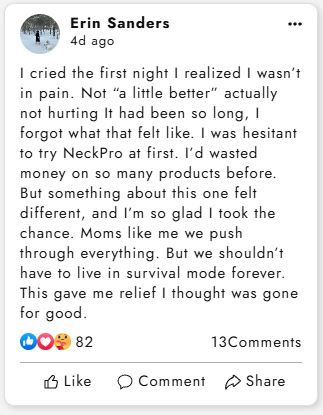 Erin Sanders
4d ago
I cried the first night I realized I wasn't
in pain. Not “a little better” actually
not hurting It had been so long, I
forgot what that felt like. I was hesitant
to try NeckPro at first. I'd wasted
money on so many products before.
But something about this one felt
different, and I'm so glad I took the
chance. Moms like me we push
through everything. But we shouldn't
have to live in survival mode forever.
This gave me relief I thought was gone
for good.
82 13Comments
Like Comment Share